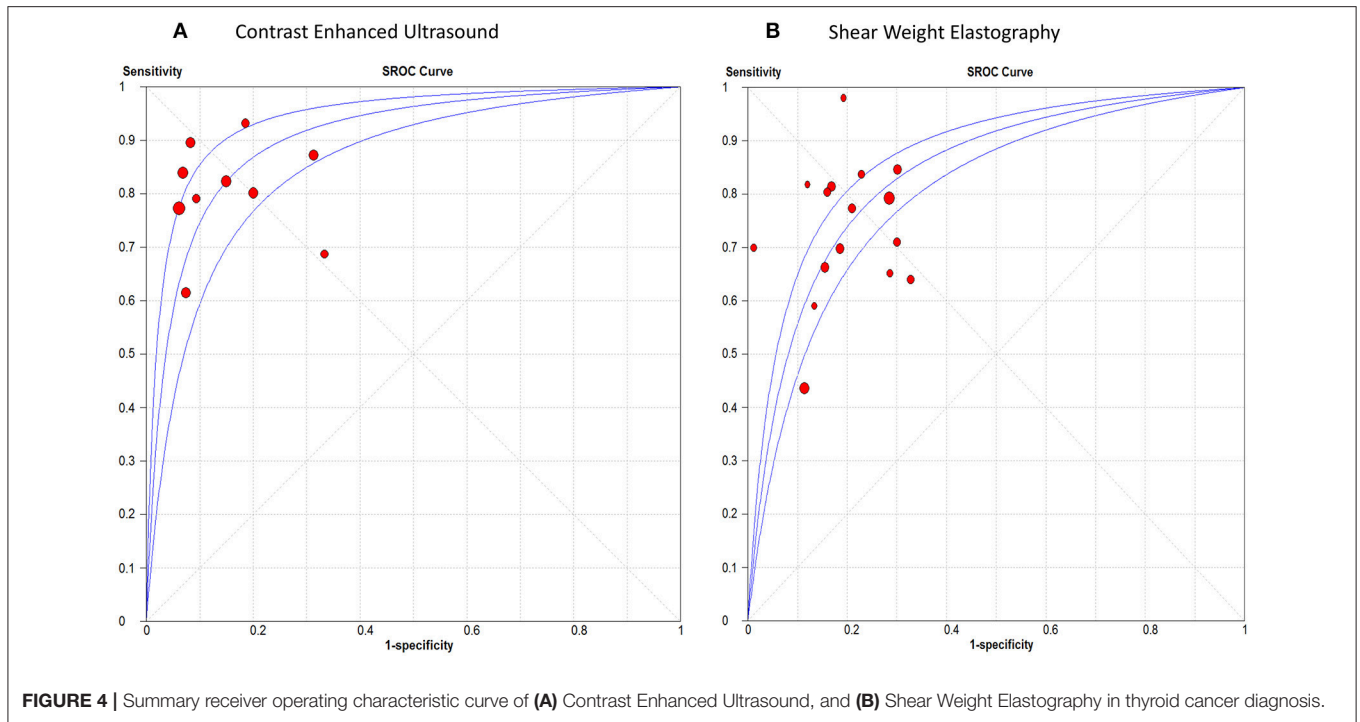 A Contrast Enhanced Ultrasound
Sensitivity
SROC Curve
1
0.9
0.8
0.7
0.6
0.5
0.4
0.3
0.2
0.1
0
0 0.2 0.4 0.6 0.8 1
1-specificity
B Shear Weight Elastography
Sensitivity
SROC Curve
1
0.9
0.8
0.7
0.6
0.5
0.4
0.3
0.2
0.1
0
0 0.2 0.4 0.6 0.8 1
1-specificity
FIGURE 4 | Summary receiver operating characteristic curve of (A) Contrast Enhanced Ultrasound, and (B) Shear Weight Elastography in thyroid cancer diagnosis.